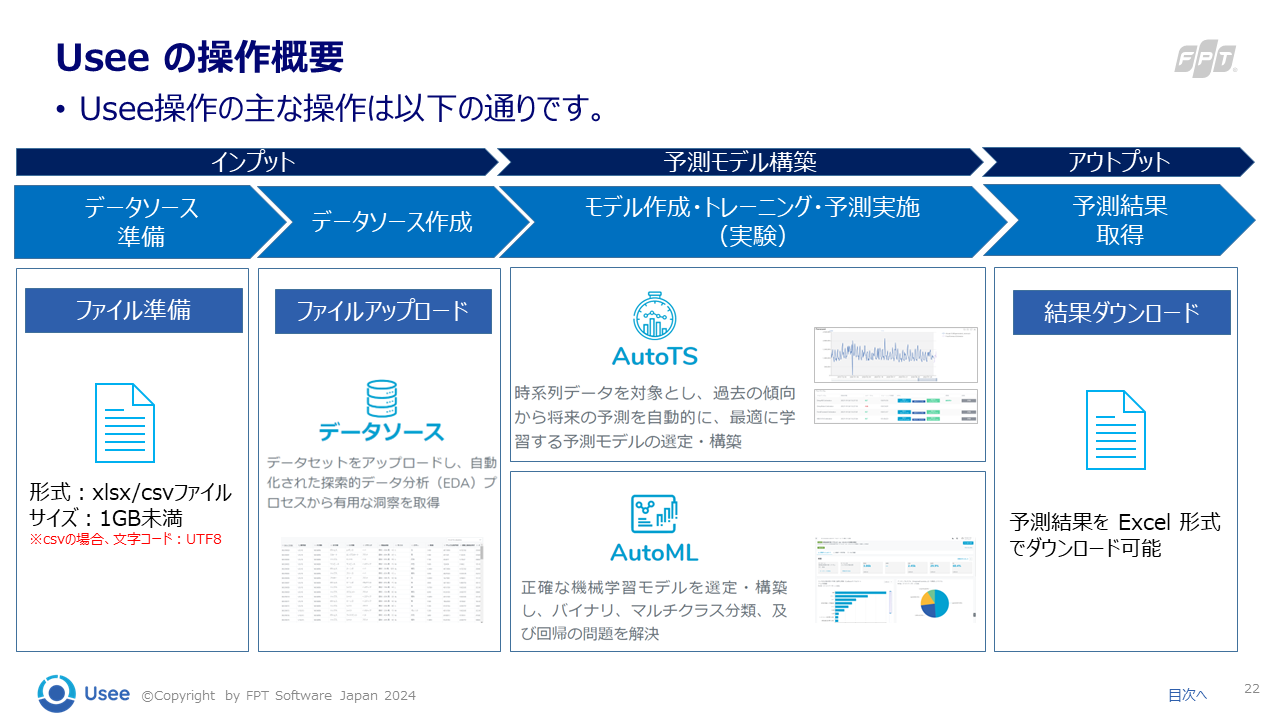 Usee の操作概要
FPT
• Usee操作の主な操作は以下の通りです。
インプット
予測モデル構築
アウトプット
データソース
準備
データソース作成
モデル作成・トレーニング・予測実施
（実験）
予測結果
取得
ファイル準備
形式：xlsx/csvファイル
サイズ：1GB未満
※csvの場合、文字コード：UTF8
ファイルアップロード
データソース
データセットをアップロードし、自動
化された探索的データ分析（EDA）プ
ロセスから有用な洞察を取得
AutoTS
時系列データを対象とし、過去の傾向
から将来の予測を自動的に、最適に学
習する予測モデルの選定・構築
AutoML
正確な機械学習モデルを選定・構築
し、バイナリ、マルチクラス分類、及
び回帰の問題を解決
結果ダウンロード
予測結果を Excel 形式
でダウンロード可能
Usee
©Copyright by FPT Software Japan 2024
目次へ
22